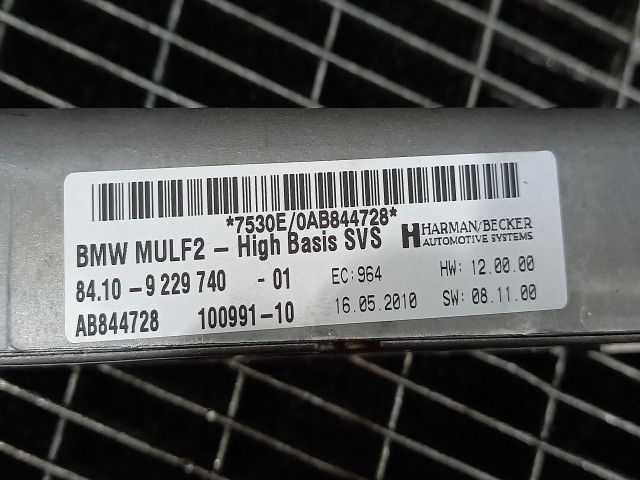 *7530E/0AB844728*
BMW MULF2 - High Basis SVS
HARMAN/BECKER
AUTOMOTIVE SYSTEMS
84.10 - 9 229 740 - 01 EC:964 HW: 12.00.00
AB844728 100991-10 16.05.2010 SW: 08.11.00